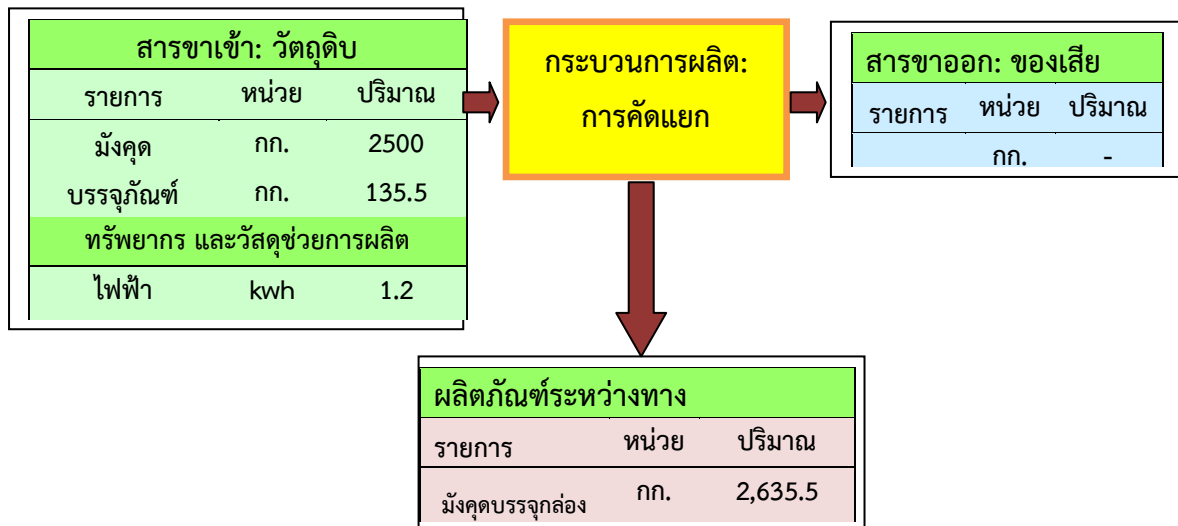 สารขาเข้า: วัตถุดิบ
รายการ หน่วย ปริมาณ
มังคุด กก. 2500
บรรจุภัณฑ์ กก. 135.5
ทรัพยากร และวัสดุช่วยการผลิต
ไฟฟ้า kwh 1.2
กระบวนการผลิต:
การคัดแยก
สารขาออก: ของเสีย
รายการ หน่วย ปริมาณ
กก. -
ผลิตภัณฑ์ระหว่างทาง
รายการ หน่วย ปริมาณ
มังคุดบรรจุกล่อง กก. 2,635.5